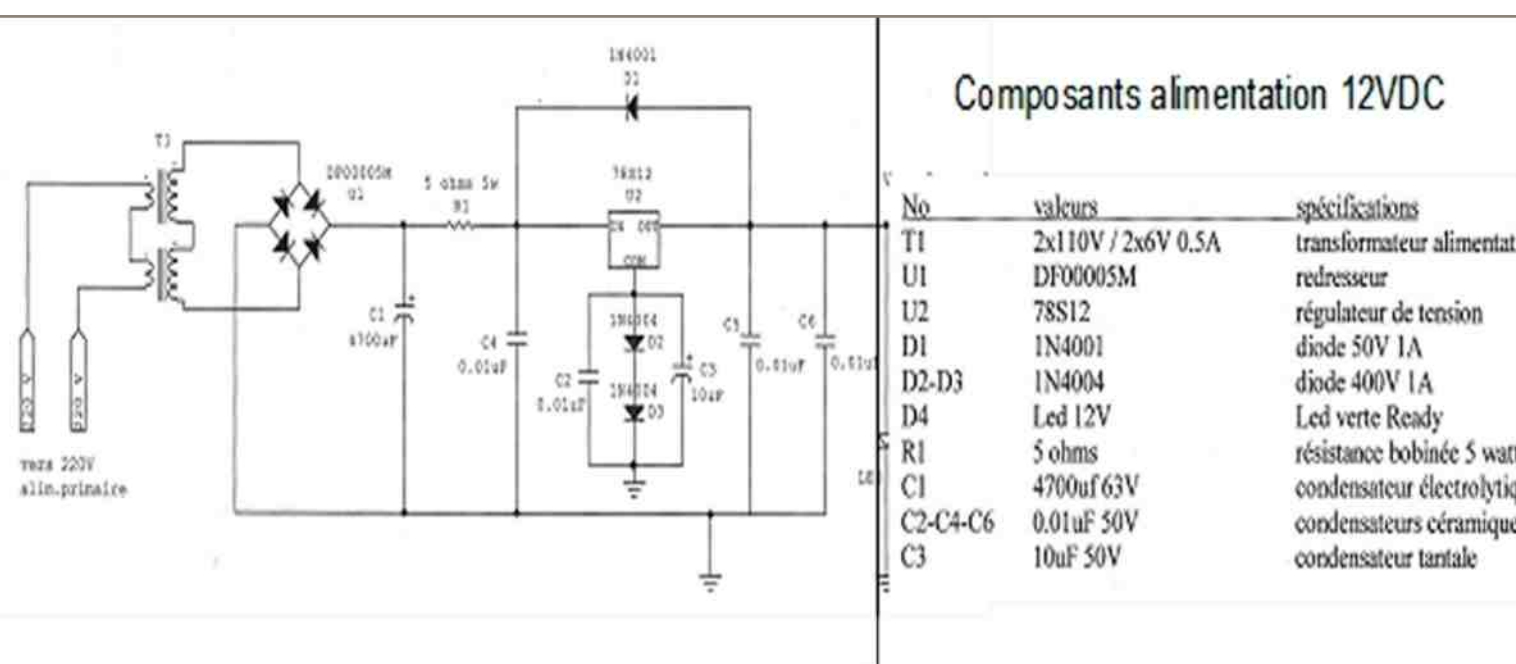 1N4001
D1
T1
DF00005M
U1
5 ohms 5w
R1
78S12
U2
IN OUT
COM
C1
4700uF
C4
0.01uF
C2
0.01uF
1N4004
D2
1N4004
D3
C3
10uF
C5
0.01uF
C6
vers 220V
alim.primaire
Composants alimentation 12VDC
No valeurs spécifications
T1 2x110V / 2x6V 0.5A transformateur alimentat
U1 DF00005M redresseur
U2 78S12 régulateur de tension
D1 1N4001 diode 50V 1A
D2-D3 1N4004 diode 400V 1A
D4 Led 12V Led verte Ready
R1 5 ohms résistance bobinée 5 watt
C1 4700uf 63V condensateur électrolytiq
C2-C4-C6 0.01uF 50V condensateurs céramique
C3 10uF 50V condensateur tantale